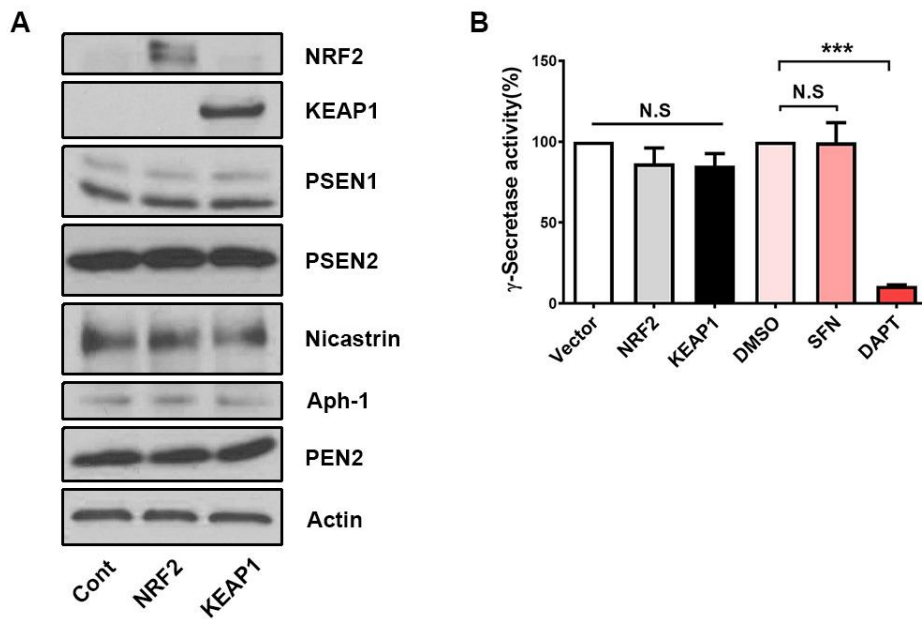 A
NRF2
KEAP1
PSEN1
PSEN2
Nicastrin
Aph-1
PEN2
Actin
Cont
NRF2
KEAP1
B
γ-Secretase activity(%)
150
100
50
0
***
N.S
N.S
Vector
NRF2
KEAP1
DMSO
SFN
DAPT